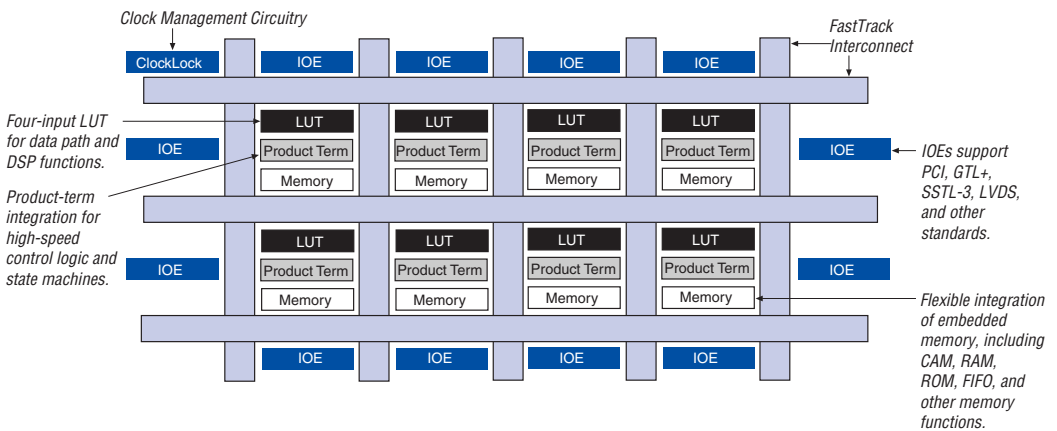 Clock Management Circuitry
FastTrack
Interconnect
ClockLock
IOE
IOE
IOE
IOE
Four-input LUT
for data path and
DSP functions.
LUT
LUT
LUT
LUT
IOE
Product Term
Product Term
Product Term
Product Term
IOE
IOEs support
PCI, GTL+,
SSTL-3, LVDS,
and other
standards.
Memory
Memory
Memory
Memory
Product-term
integration for
high-speed
control logic and
state machines.
LUT
LUT
LUT
LUT
IOE
Product Term
Product Term
Product Term
Product Term
IOE
Memory
Memory
Memory
Memory
Flexible integration
of embedded
memory, including
CAM, RAM,
ROM, FIFO, and
other memory
functions.
IOE
IOE
IOE
IOE